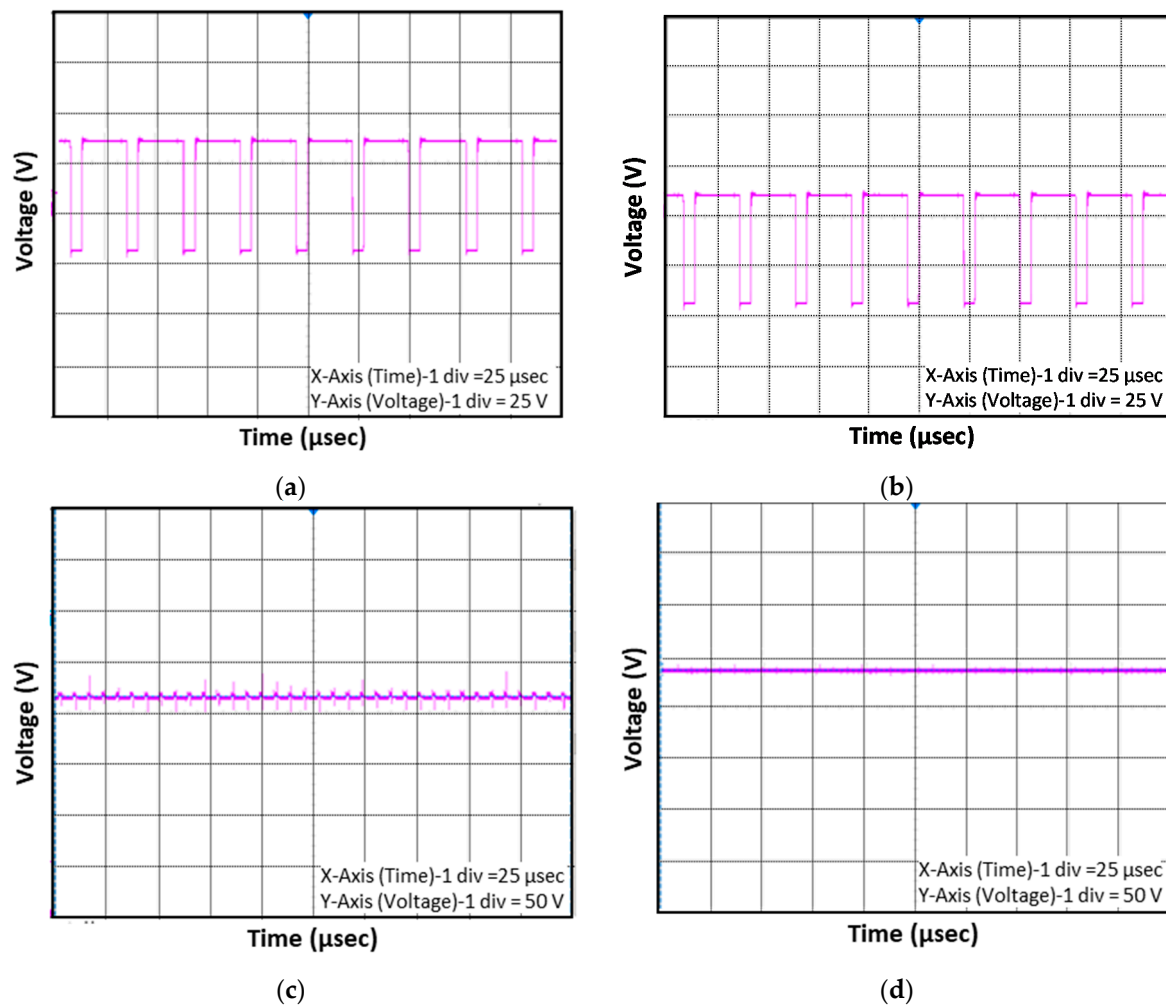 Voltage (V)
X-Axis (Time)-1 div =25 µsec
Y-Axis (Voltage)-1 div = 25 V
Time (µsec)
(a)
Voltage (V)
X-Axis (Time)-1 div =25 µsec
Y-Axis (Voltage)-1 div = 25 V
Time (µsec)
(b)
Voltage (V)
X-Axis (Time)-1 div =25 µsec
Y-Axis (Voltage)-1 div = 50 V
Time (µsec)
(c)
Voltage (V)
X-Axis (Time)-1 div =25 µsec
Y-Axis (Voltage)-1 div = 50 V
Time (µsec)
(d)